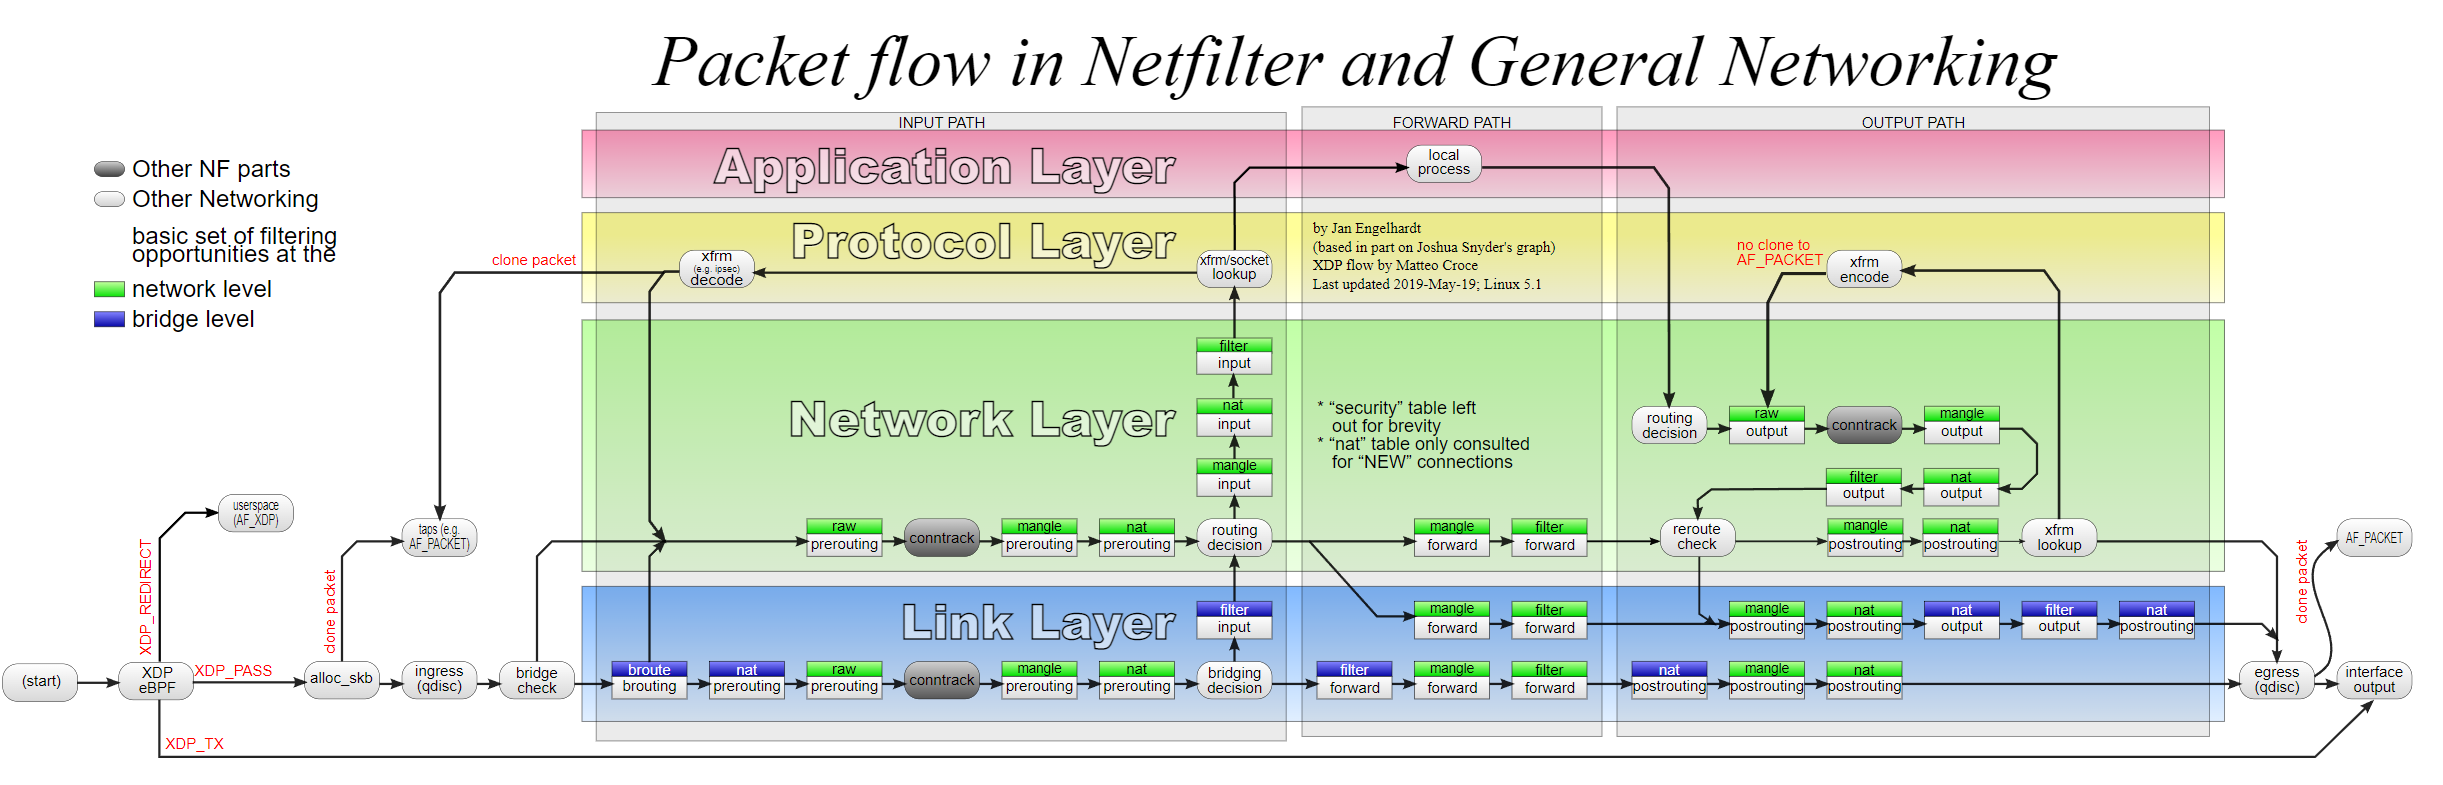 Packet flow in Netfilter and General Networking
INPUT PATH
FORWARD PATH
OUTPUT PATH
Application Layer
local
process
Other NF parts
Other Networking
basic set of filtering
opportunities at the
network level
bridge level
Protocol Layer
clone packet
xfrm
(e.g. ipsec)
decode
xfrm/socket
lookup
by Jan Engelhardt
(based in part on Joshua Snyder's graph)
XDP flow by Matteo Croce
Last updated 2019-May-19; Linux 5.1
no clone to
AF_PACKET
xfrm
encode
Network Layer
filter
input
nat
input
mangle
input
* “security” table left
out for brevity
* “nat” table only consulted
for “NEW” connections
routing
decision
raw
output
conntrack
mangle
output
filter
output
nat
output
userspace
(AF_XDP)
taps (e.g.
AF_PACKET)
raw
prerouting
conntrack
mangle
prerouting
nat
prerouting
routing
decision
mangle
forward
filter
forward
reroute
check
mangle
postrouting
nat
postrouting
xfrm
lookup
AF_PACKET
XDP_REDIRECT
clone packet
clone packet
Link Layer
filter
input
mangle
forward
filter
forward
mangle
postrouting
nat
postrouting
nat
output
filter
output
nat
postrouting
(start)
XDP
eBPF
XDP_PASS
alloc_skb
ingress
(qdisc)
bridge
check
broute
brouting
nat
prerouting
raw
prerouting
conntrack
mangle
prerouting
nat
prerouting
bridging
decision
filter
forward
mangle
forward
filter
forward
nat
postrouting
mangle
postrouting
nat
postrouting
egress
(qdisc)
interface
output
XDP_TX